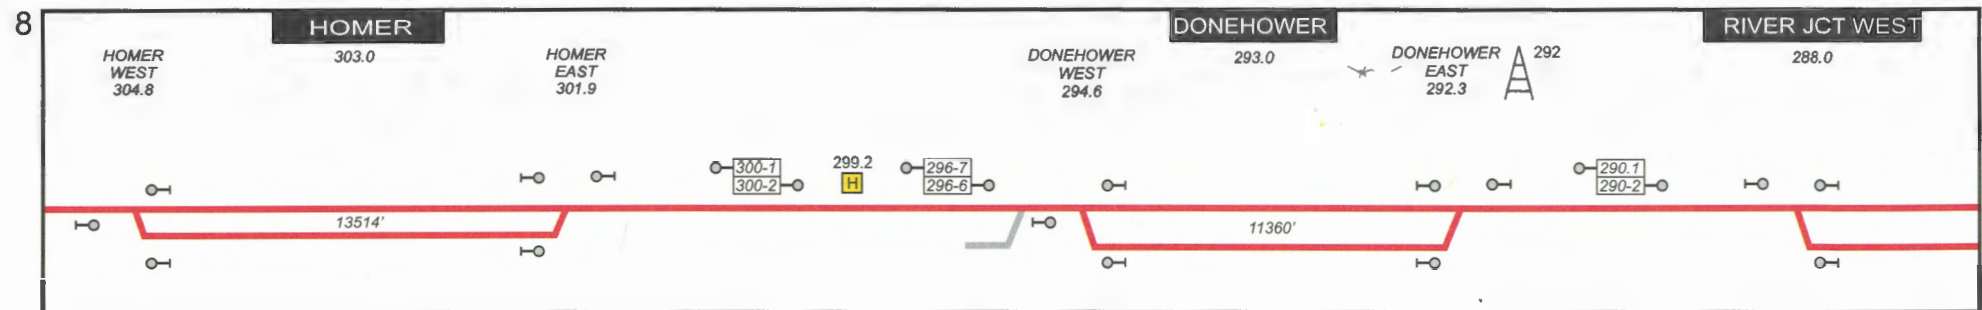 8
HOMER
DONEHOWER
RIVER JCT WEST
HOMER
WEST
304.8
303.0
HOMER
EAST
301.9
DONEHOWER
WEST
294.6
293.0
DONEHOWER
EAST
292.3
292
288.0
300-1
300-2
299.2
H
296-7
296-6
290.1
290-2
13514'
11360'